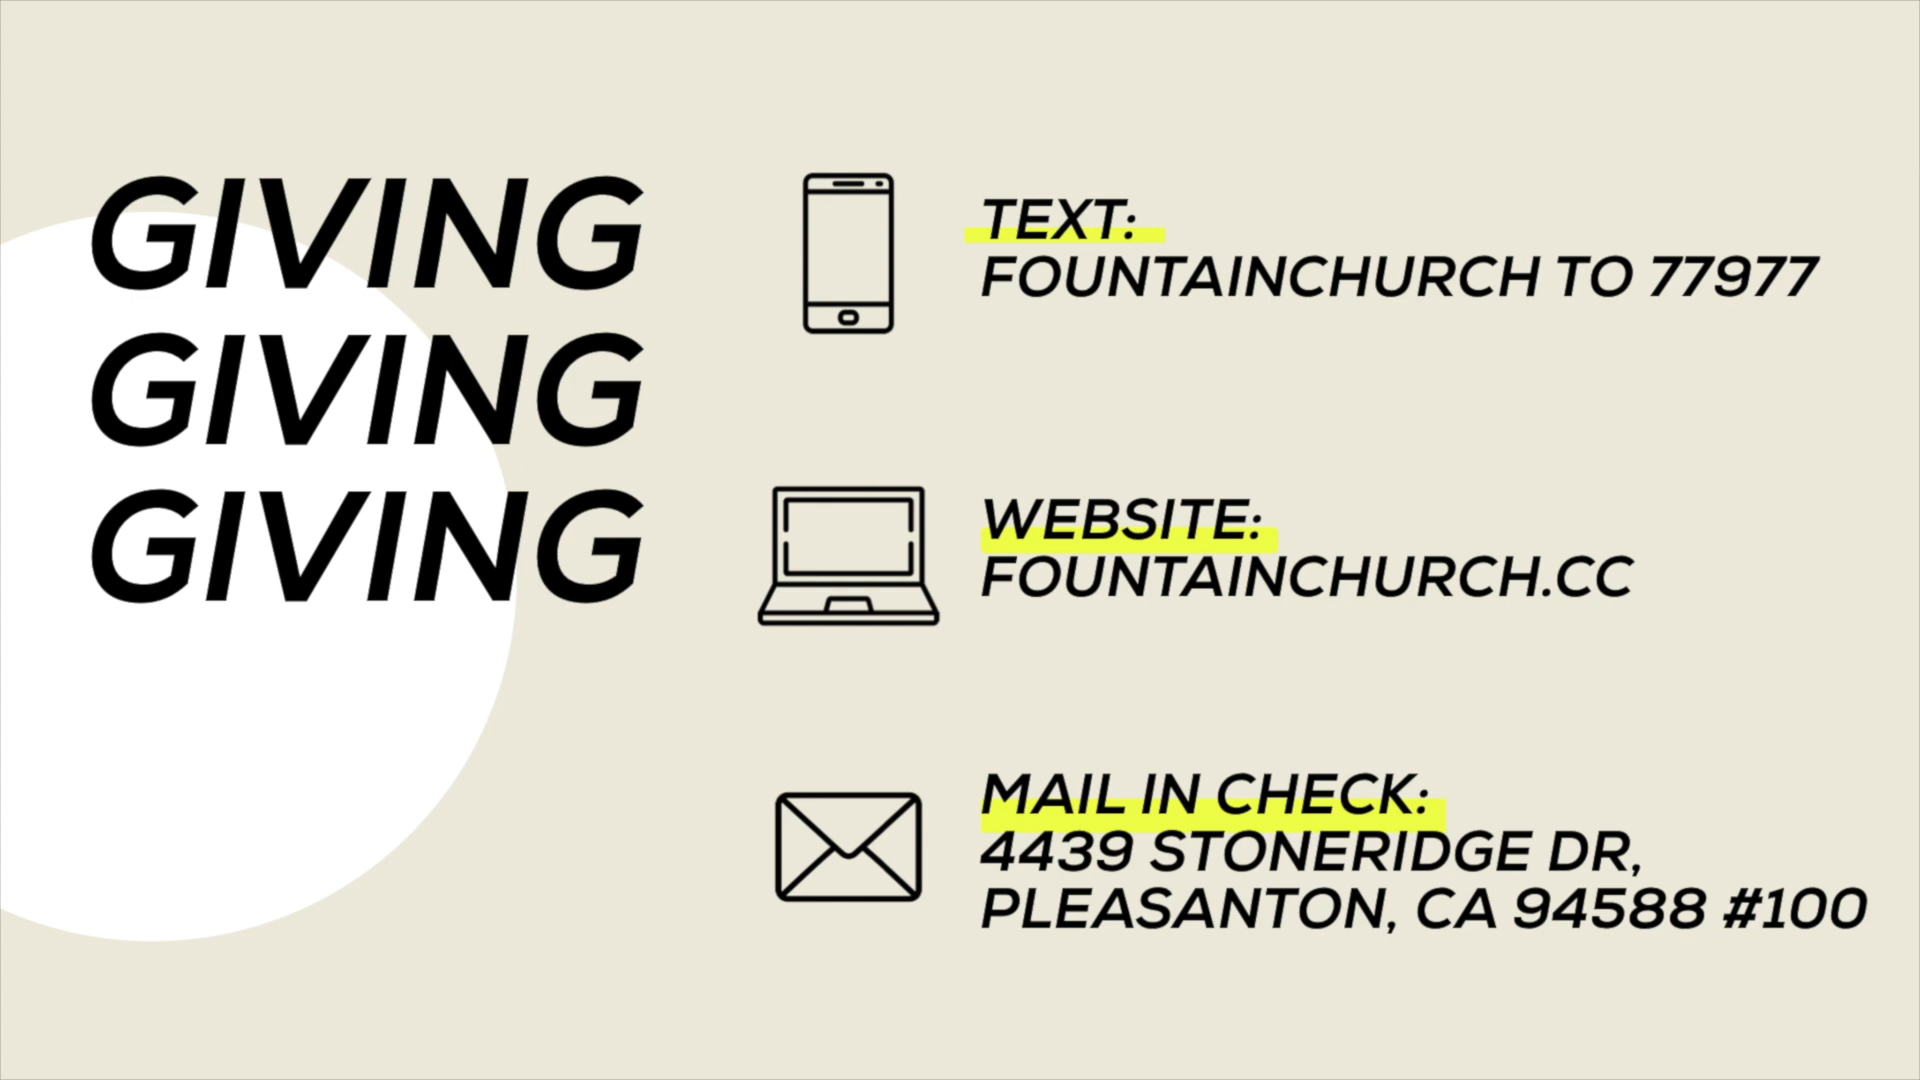 GIVING
GIVING
GIVING
TEXT:
FOUNTAINCHURCH TO 77977
WEBSITE:
FOUNTAINCHURCH.CC
MAIL IN CHECK:
4439 STONERIDGE DR,
PLEASANTON, CA 94588 #100